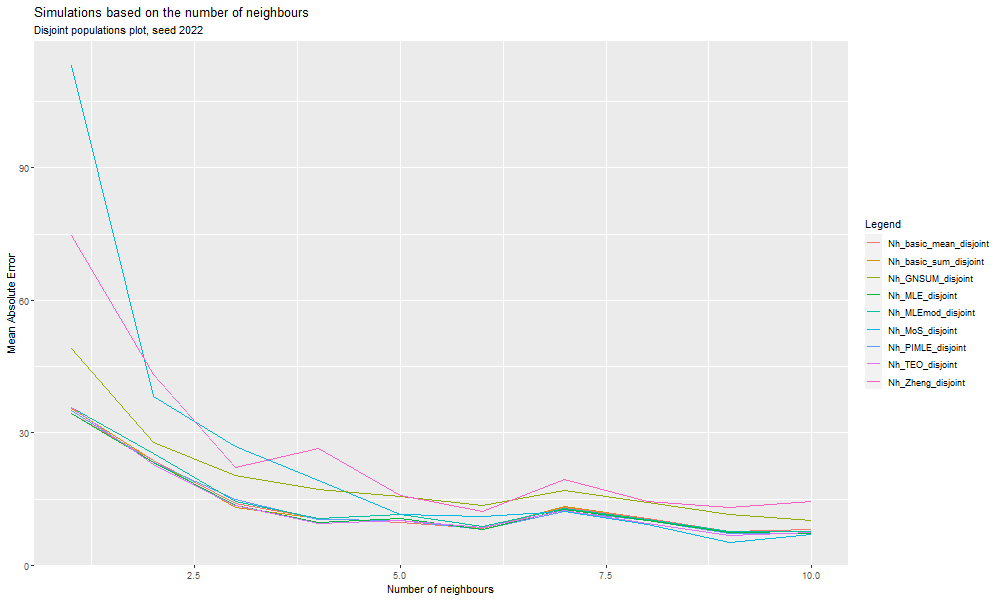 Simulations based on the number of neighbours
Disjoint populations plot, seed 2022
Mean Absolute Error
90
60
30
0
2.5
5.0
7.5
10.0
Number of neighbours
Legend
Nh_basic_mean_disjoint
Nh_basic_sum_disjoint
Nh_GNSUM_disjoint
Nh_MLE_disjoint
Nh_MLEmod_disjoint
Nh_MoS_disjoint
Nh_PIMLE_disjoint
Nh_TEO_disjoint
Nh_Zheng_disjoint